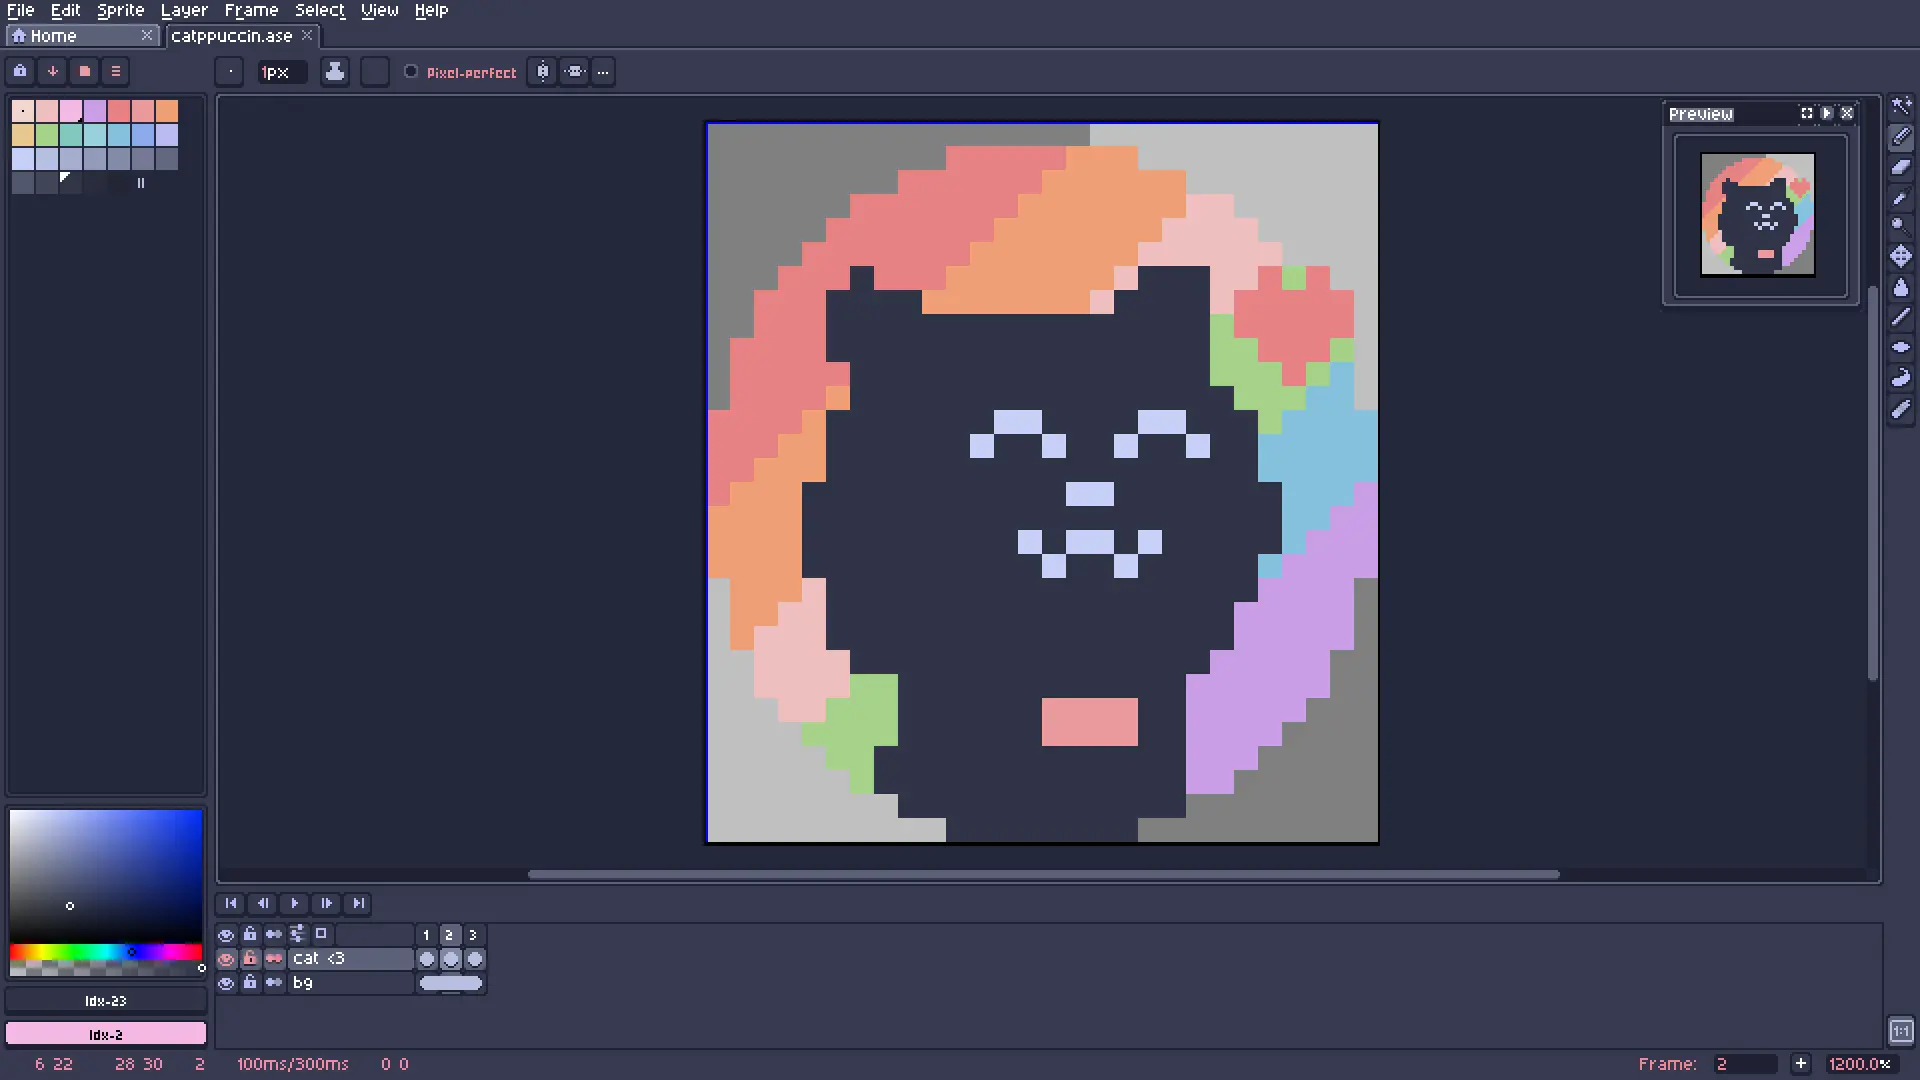 File Edit Sprite Layer Frame Select View Help
Home catppuccin.ase
1px Pixel-perfect ...
Preview
1 2 3
cat <3
bg
Idx-23
Idx-2
1:1
6 22 28 30 2 100ms/300ms 0 0 Frame: 2 + 1200.0%